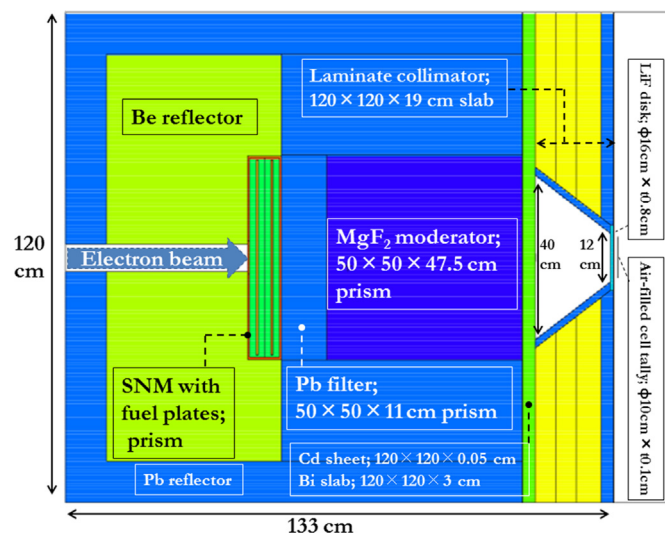 Laminate collimator;
120×120×19 cm slab
Be reflector
LiF disk; ϕ16cm × t0.8cm
120
cm
Electron beam
MgF₂ moderator;
50×50×47.5 cm
prism
40
cm
12
cm
Air-filled cell tally; ϕ10cm × t0.1cm
SNM with
fuel plates;
prism
Pb filter;
50×50×11 cm prism
Pb reflector
Cd sheet; 120×120×0.05 cm
Bi slab; 120×120×3 cm
133 cm